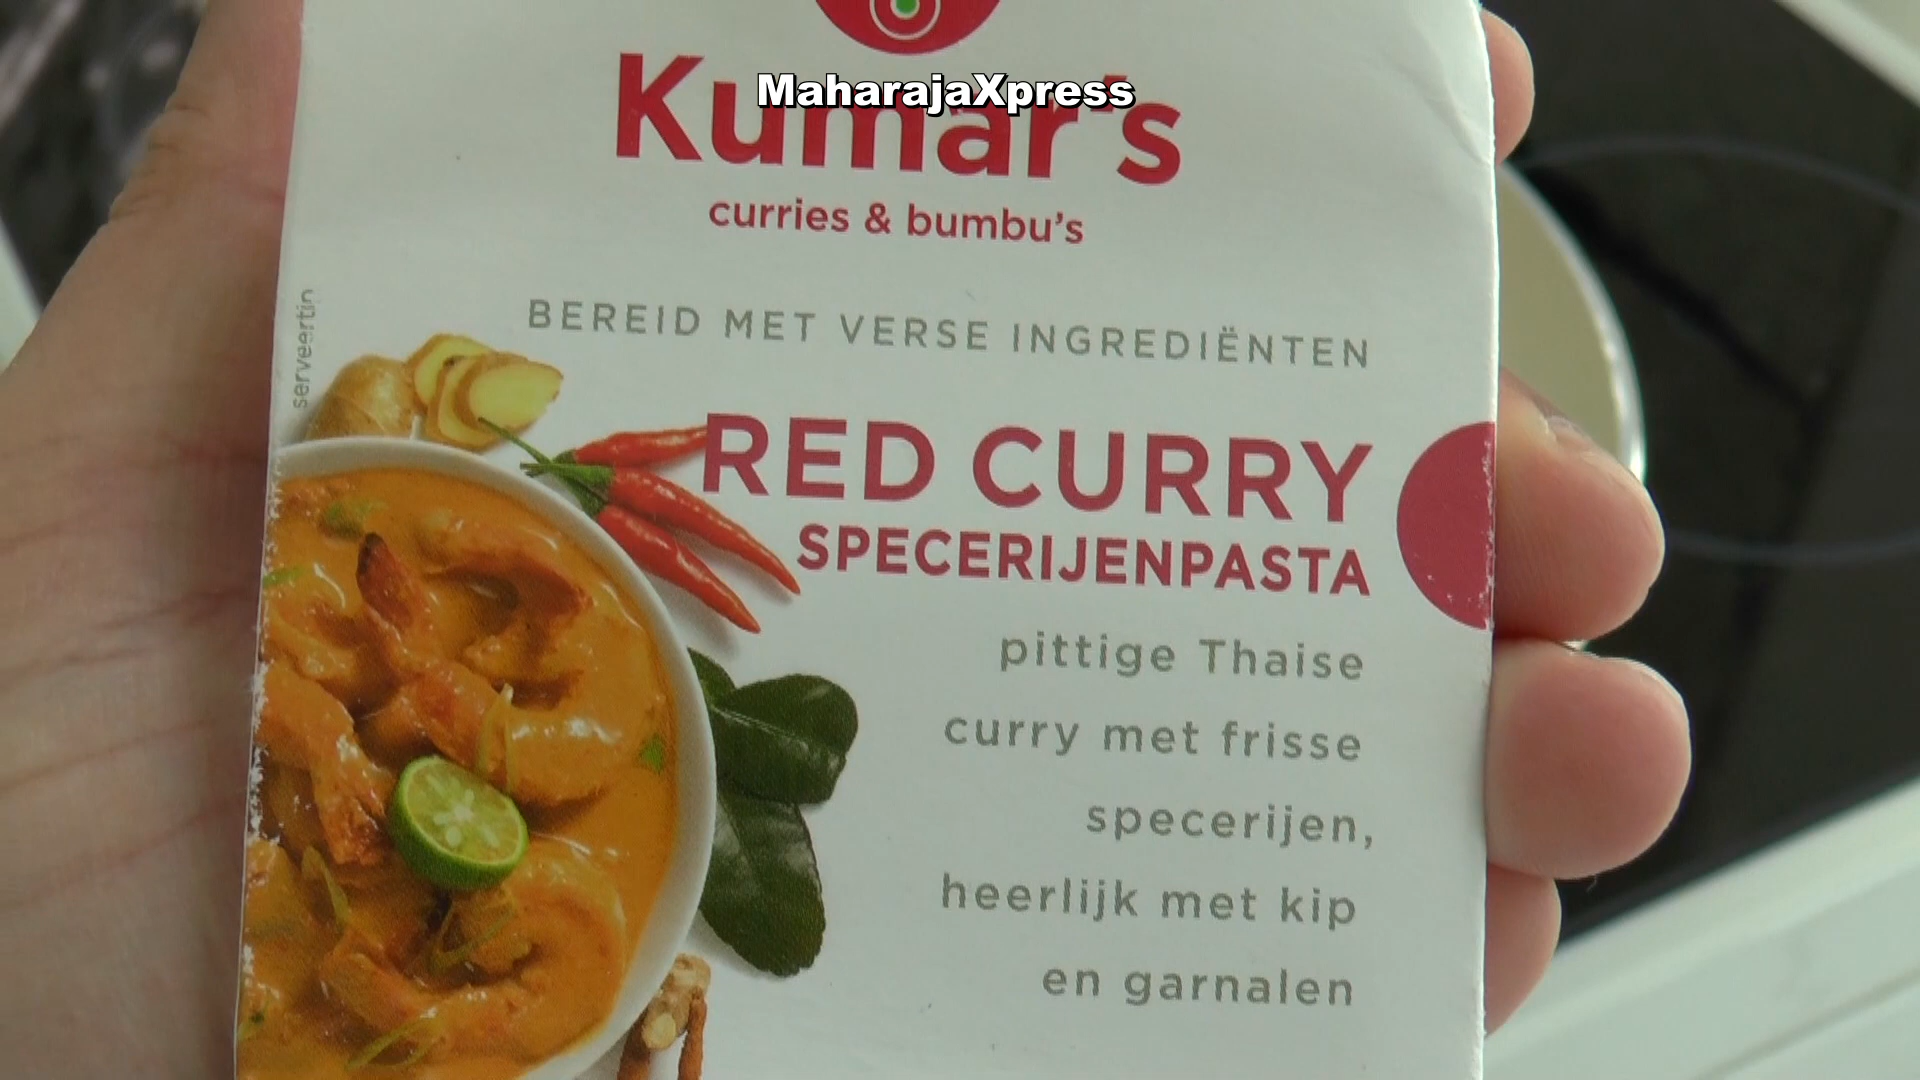 MaharajaXpress
Kumar's
curries & bumbu's
BEREID MET VERSE INGREDIËNTEN
serveertip
RED CURRY
SPECERIJENPASTA
pittige Thaise
curry met frisse
specerijen,
heerlijk met kip
en garnalen